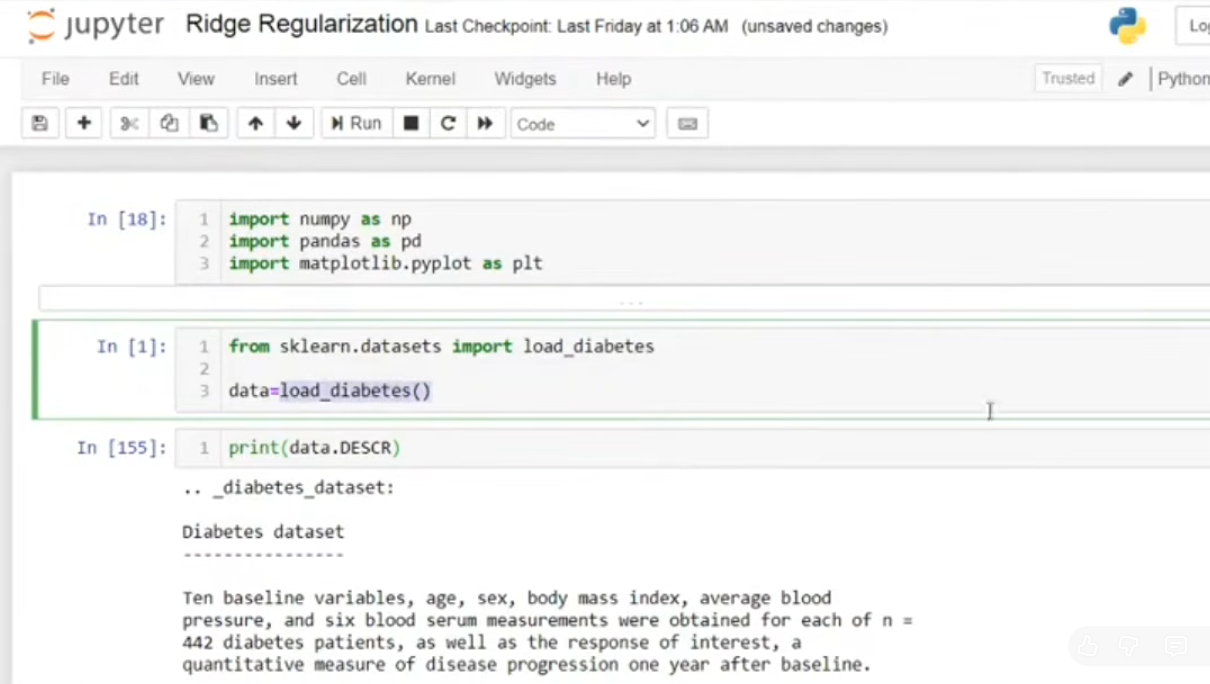 jupyter Ridge Regularization Last Checkpoint: Last Friday at 1:06 AM (unsaved changes)
File Edit View Insert Cell Kernel Widgets Help Trusted Python
Run Code
In [18]: 1 import numpy as np
2 import pandas as pd
3 import matplotlib.pyplot as plt
...
In [1]: 1 from sklearn.datasets import load_diabetes
2
3 data=load_diabetes()
In [155]: 1 print(data.DESCR)
.. _diabetes_dataset:
Diabetes dataset
----------------
Ten baseline variables, age, sex, body mass index, average blood
pressure, and six blood serum measurements were obtained for each of n =
442 diabetes patients, as well as the response of interest, a
quantitative measure of disease progression one year after baseline.